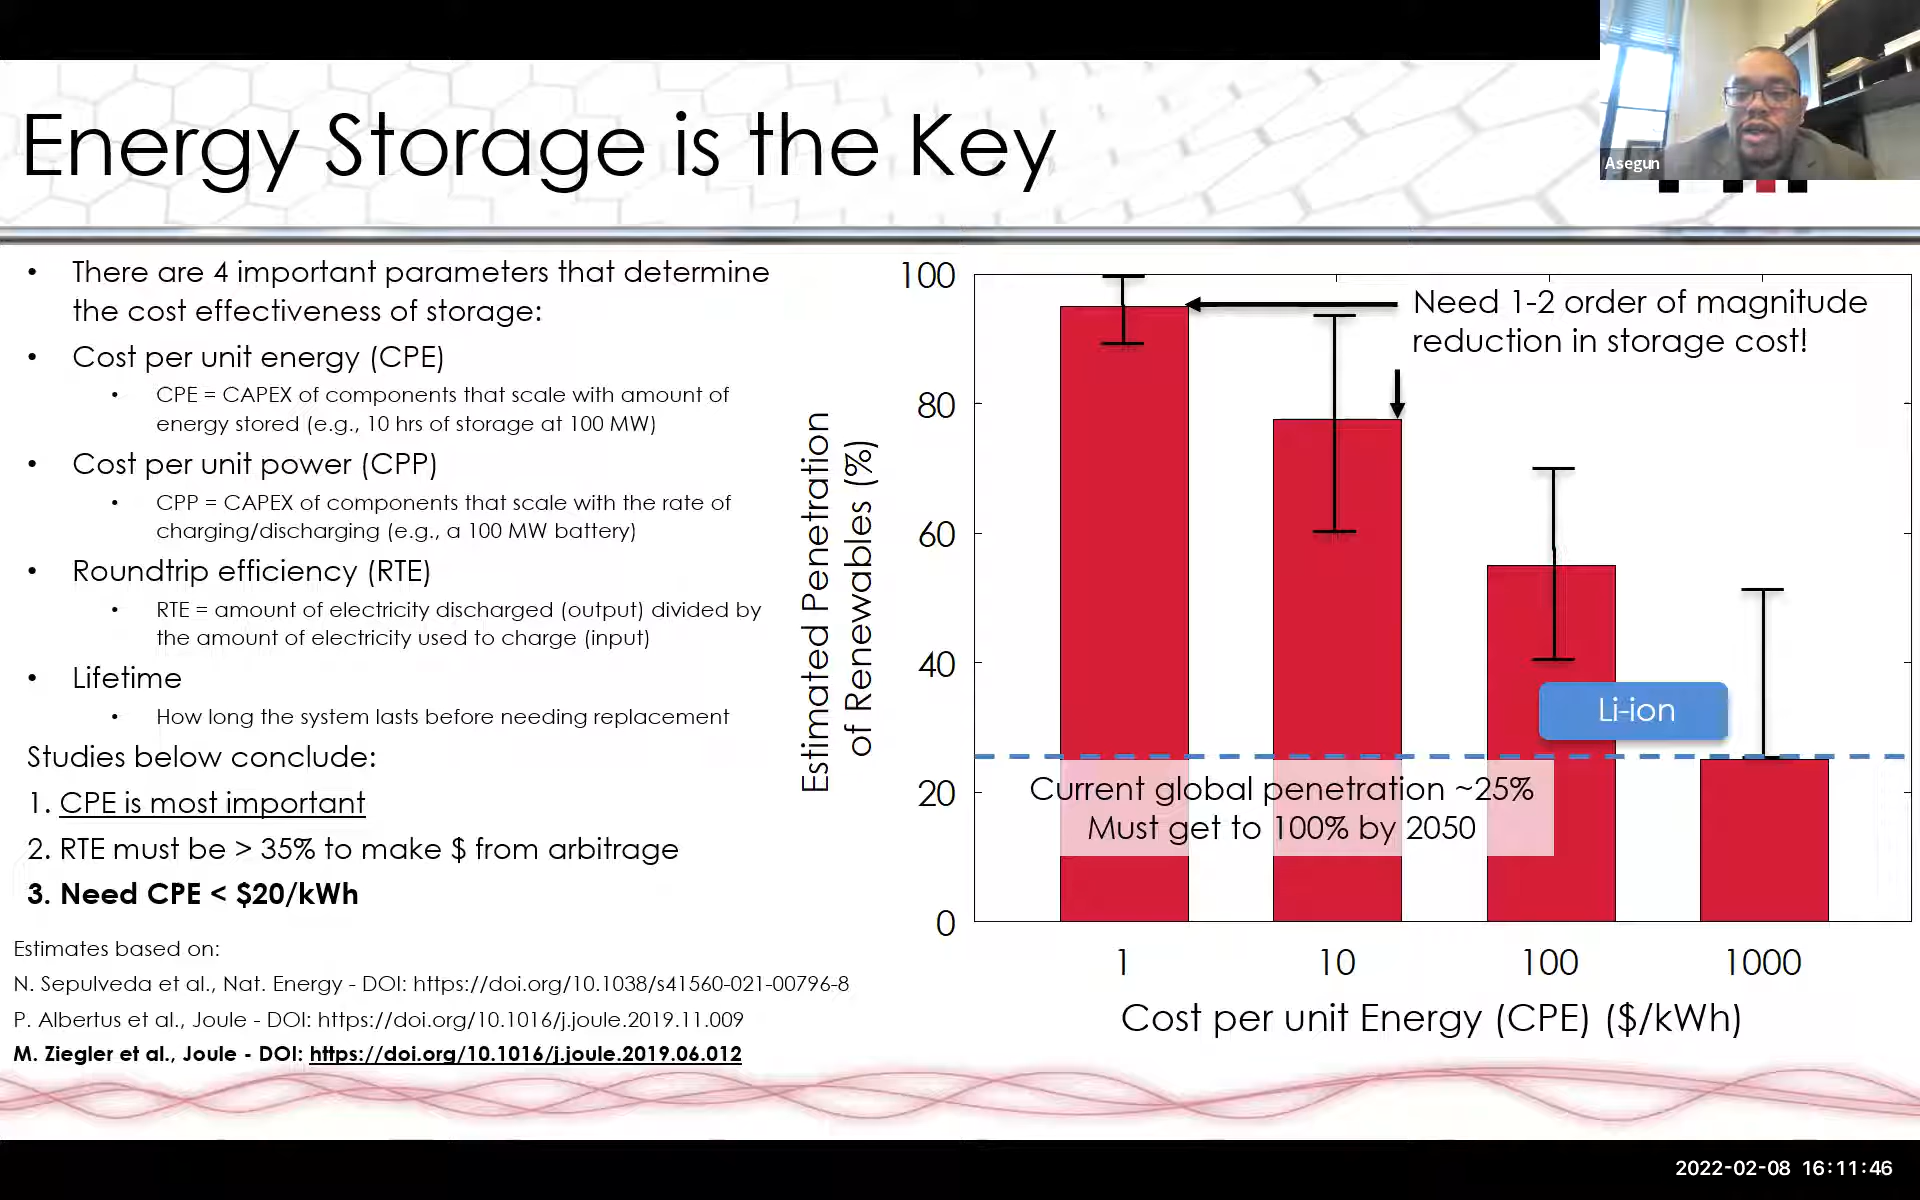 Energy Storage is the Key
Asegun
• There are 4 important parameters that determine
the cost effectiveness of storage:
• Cost per unit energy (CPE)
• CPE = CAPEX of components that scale with amount of
energy stored (e.g., 10 hrs of storage at 100 MW)
• Cost per unit power (CPP)
• CPP = CAPEX of components that scale with the rate of
charging/discharging (e.g., a 100 MW battery)
• Roundtrip efficiency (RTE)
• RTE = amount of electricity discharged (output) divided by
the amount of electricity used to charge (input)
• Lifetime
• How long the system lasts before needing replacement
Studies below conclude:
1. CPE is most important
2. RTE must be > 35% to make $ from arbitrage
3. Need CPE < $20/kWh
Estimates based on:
N. Sepulveda et al., Nat. Energy - DOI: https://doi.org/10.1038/s41560-021-00796-8
P. Albertus et al., Joule - DOI: https://doi.org/10.1016/j.joule.2019.11.009
M. Ziegler et al., Joule - DOI: https://doi.org/10.1016/j.joule.2019.06.012
Estimated Penetration
of Renewables (%)
100
80
60
40
20
0
Need 1-2 order of magnitude
reduction in storage cost!
Li-ion
Current global penetration ~25%
Must get to 100% by 2050
1 10 100 1000
Cost per unit Energy (CPE) ($/kWh)
2022-02-08 16:11:46